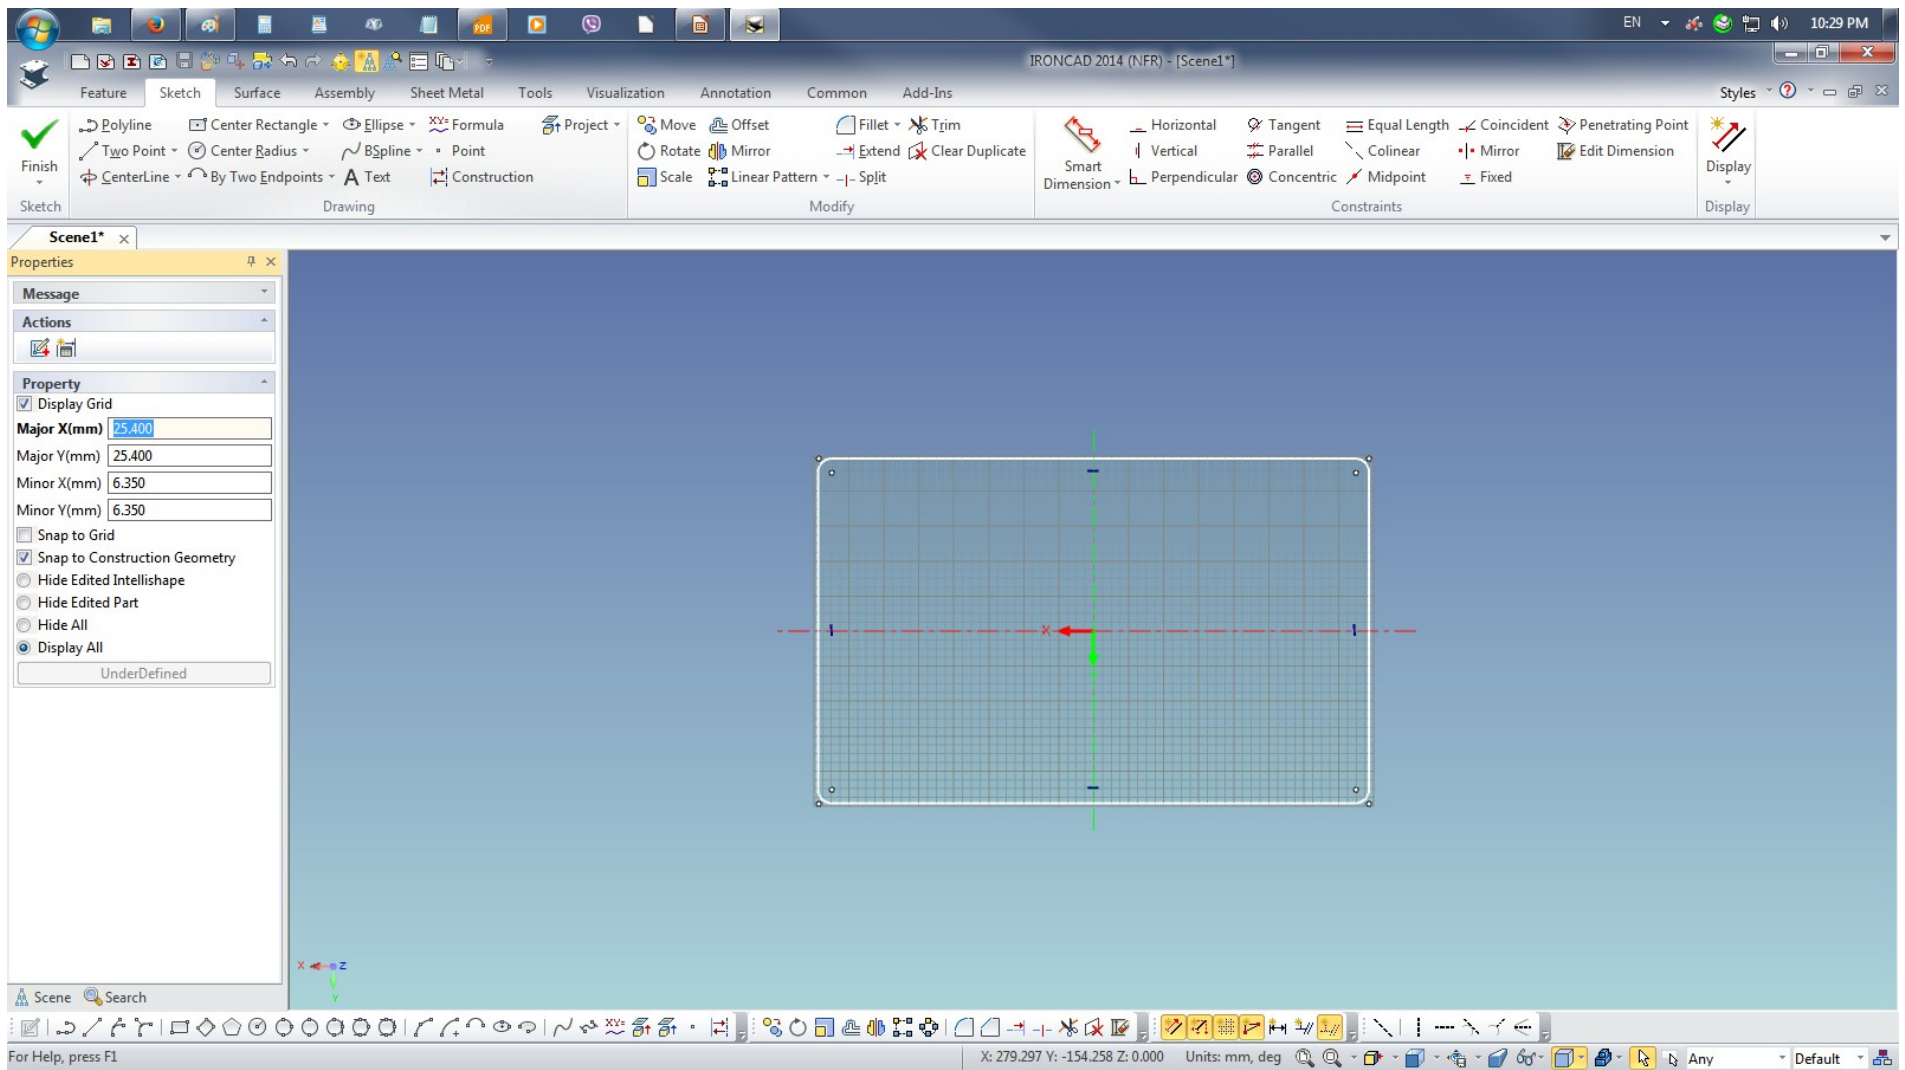 PDF
EN
10:29 PM
IRONCAD 2014 (NFR) - [Scene1*]
Feature Sketch Surface Assembly Sheet Metal Tools Visualization Annotation Common Add-Ins Styles
Polyline Center Rectangle Ellipse XY= Formula Project Move Offset Fillet Trim Horizontal Tangent Equal Length Coincident Penetrating Point
Finish Two Point Center Radius BSpline Point Rotate Mirror Extend Clear Duplicate Smart Dimension Vertical Parallel Colinear Mirror Edit Dimension Display
CenterLine By Two Endpoints A Text Construction Scale Linear Pattern Split Perpendicular Concentric Midpoint Fixed
Sketch Drawing Modify Constraints Display
Scene1*
Properties
Message
Actions
Property
Display Grid
Major X(mm) 25.400
Major Y(mm) 25.400
Minor X(mm) 6.350
Minor Y(mm) 6.350
Snap to Grid
Snap to Construction Geometry
Hide Edited Intellishape
Hide Edited Part
Hide All
Display All
UnderDefined
X
X Z
Y
Scene Search
For Help, press F1
X: 279.297 Y: -154.258 Z: 0.000 Units: mm, deg Any Default